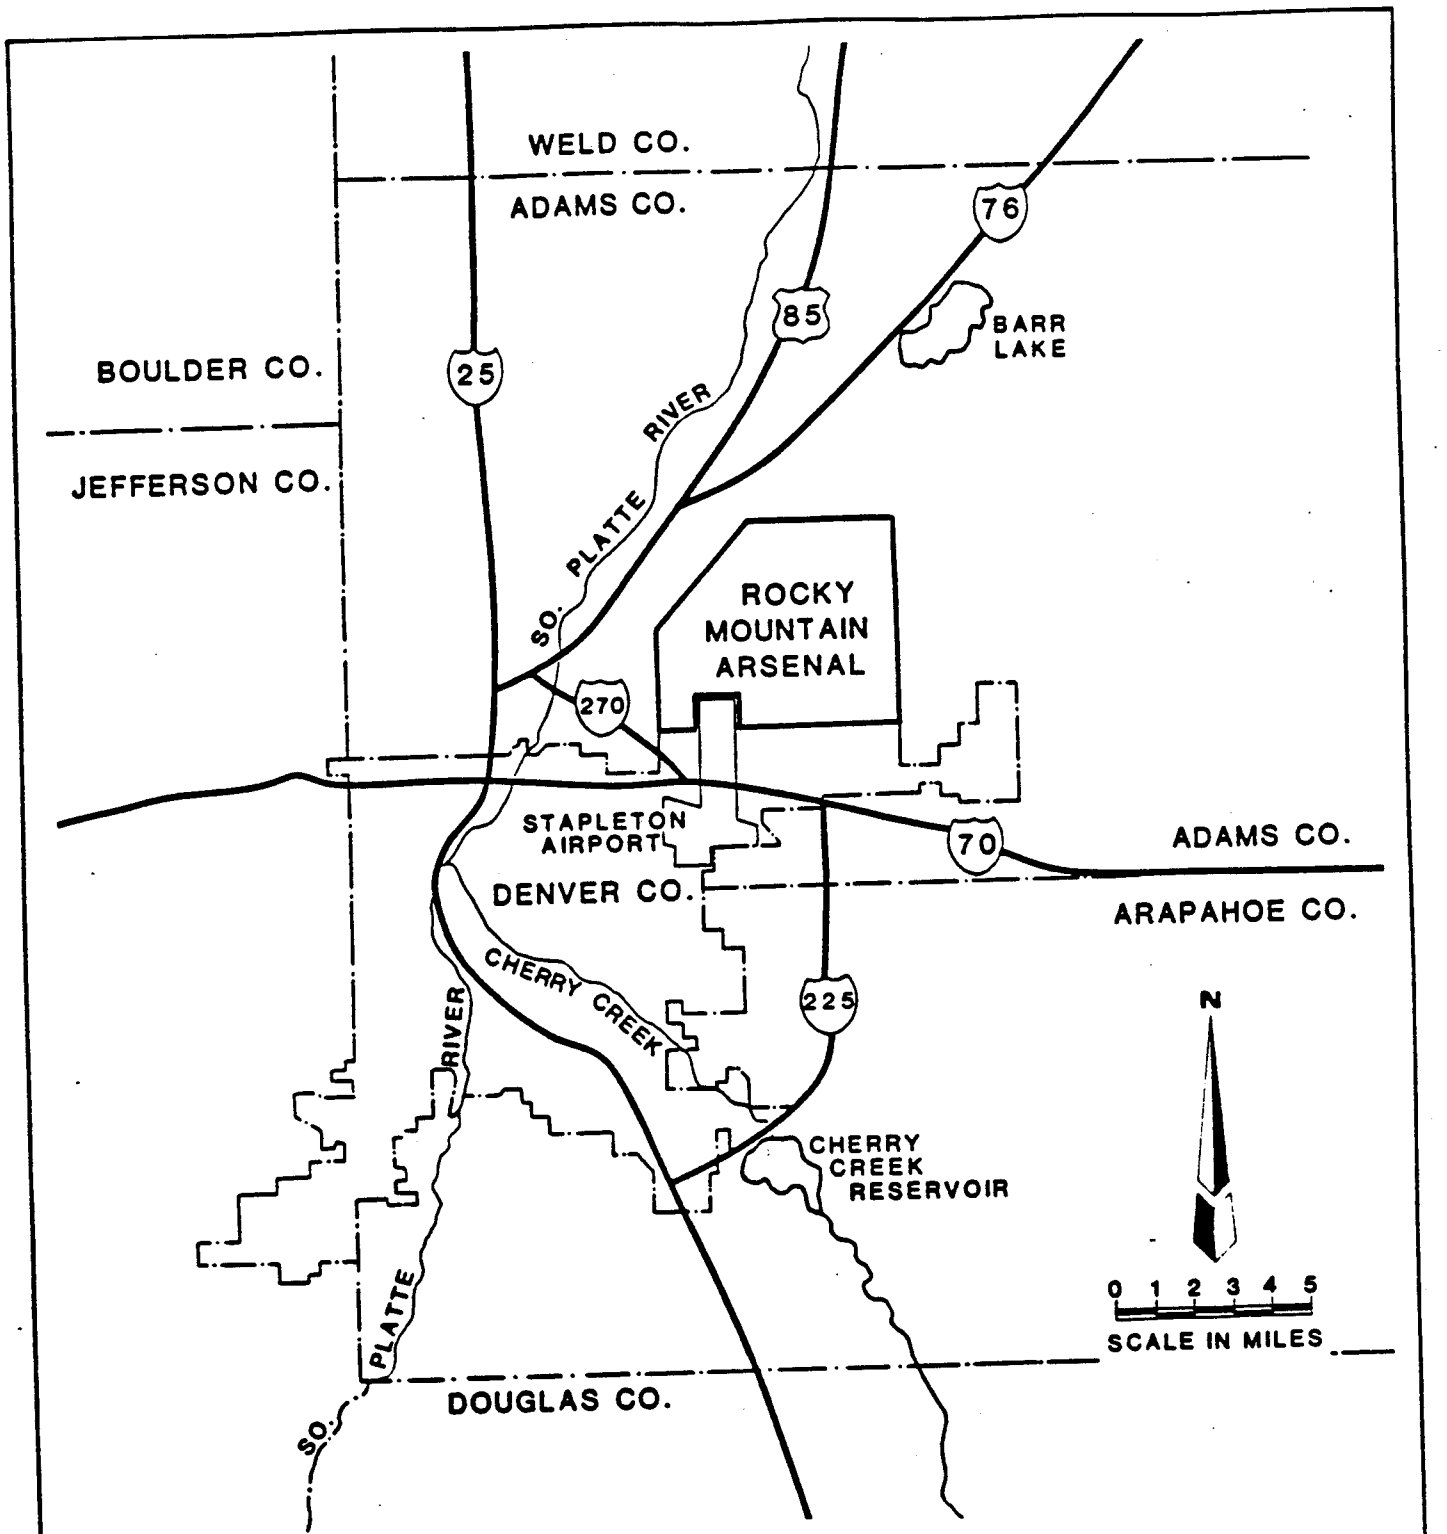 WELD CO.
ADAMS CO.
76
85
BARR
LAKE
BOULDER CO.
25
RIVER
JEFFERSON CO.
PLATTE
SO.
ROCKY
MOUNTAIN
ARSENAL
270
STAPLETON
AIRPORT
70
ADAMS CO.
DENVER CO.
ARAPAHOE CO.
CHERRY CREEK
225
RIVER
N
CHERRY
CREEK
RESERVOIR
PLATTE
0 1 2 3 4 5
SCALE IN MILES
DOUGLAS CO.
SO.